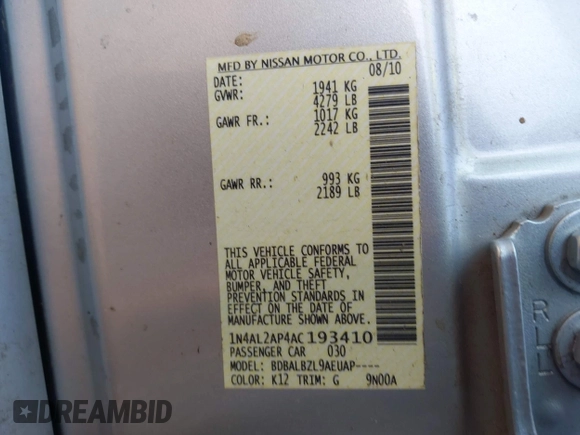 MFD BY NISSAN MOTOR CO., LTD.
DATE: 08/10
GVWR: 1941 KG
4279 LB
GAWR FR.: 1017 KG
2242 LB
GAWR RR.: 993 KG
2189 LB
THIS VEHICLE CONFORMS TO
ALL APPLICABLE FEDERAL
MOTOR VEHICLE SAFETY,
BUMPER, AND THEFT
PREVENTION STANDARDS IN
EFFECT ON THE DATE OF
MANUFACTURE SHOWN ABOVE.
1N4AL2AP4AC193410
PASSENGER CAR 030
MODEL: BDBALBZL9AEUAP----
COLOR: K12 TRIM: G 9N00A
DREAMBID